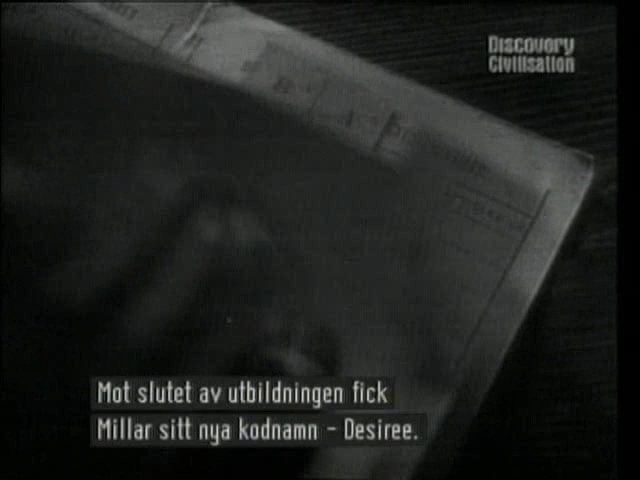 Discovery
Civilisation
B
A
Mot slutet av utbildningen fick
Millar sitt nya kodnamn - Desiree.